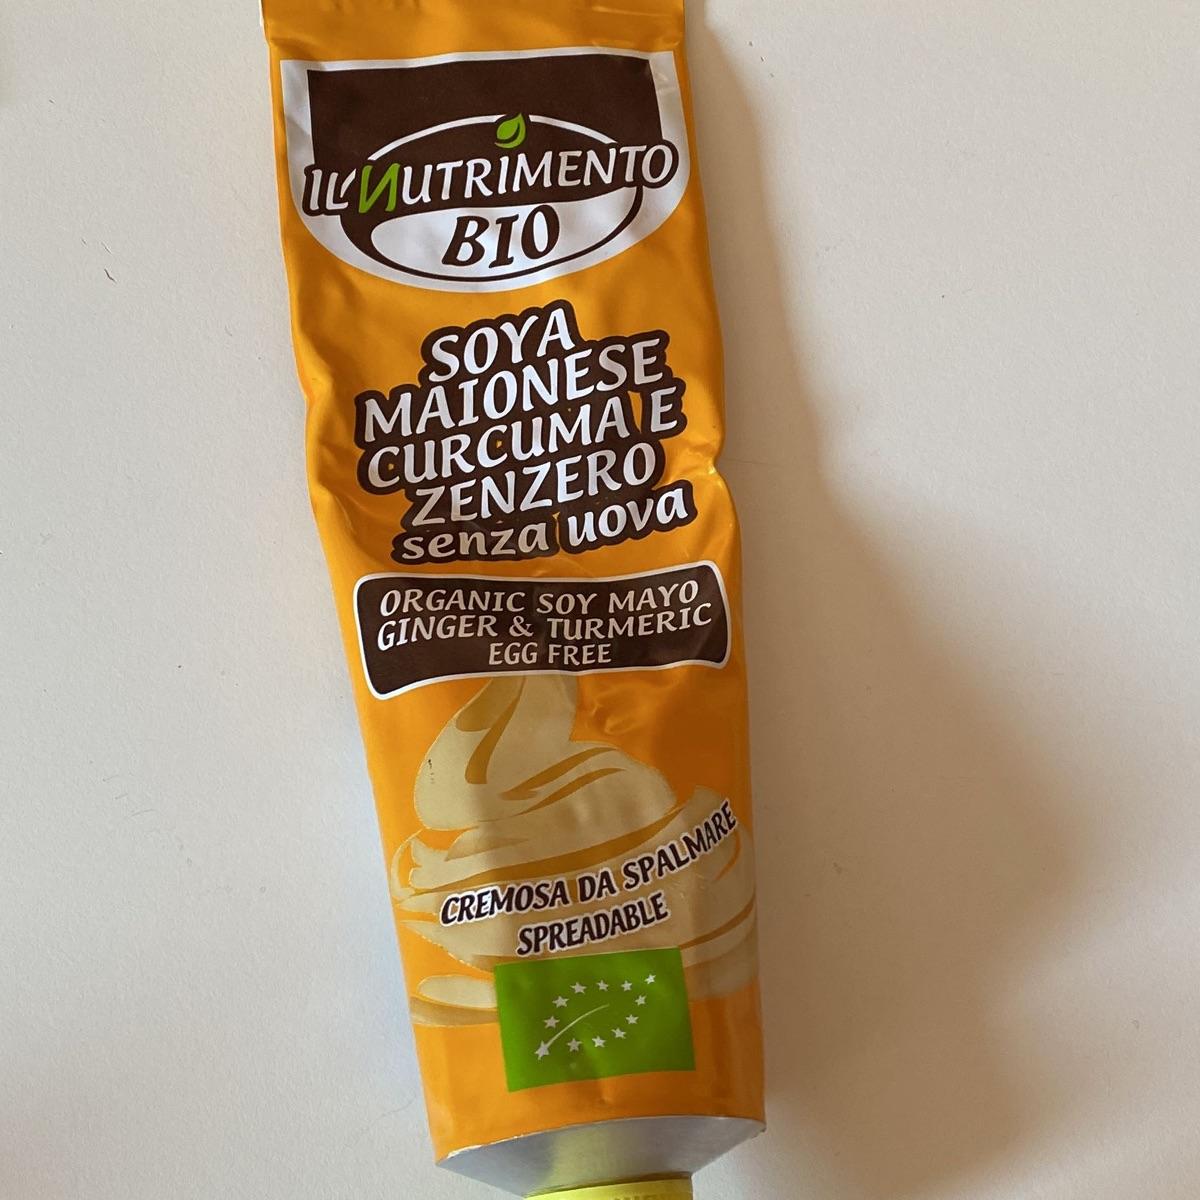 IL NUTRIMENTO
BIO
SOYA
MAIONESE
CURCUMA E
ZENZERO
senza uova
ORGANIC SOY MAYO
GINGER & TURMERIC
EGG FREE
CREMOSA DA SPALMARE
SPREADABLE